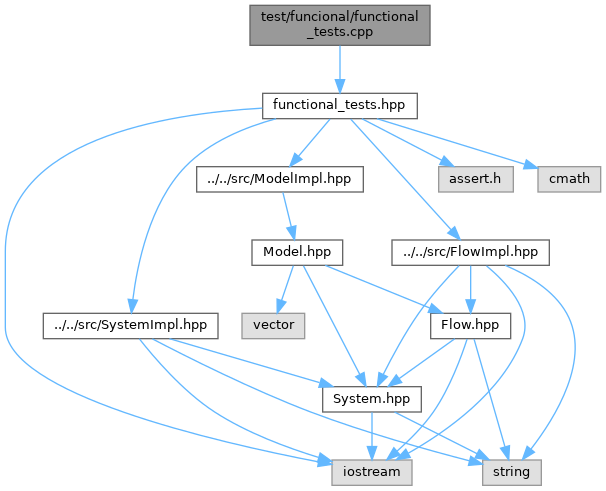 test/funcional/functional
_tests.cpp
functional_tests.hpp
../../src/ModelImpl.hpp
assert.h
cmath
Model.hpp
../../src/FlowImpl.hpp
../../src/SystemImpl.hpp
vector
Flow.hpp
System.hpp
iostream
string